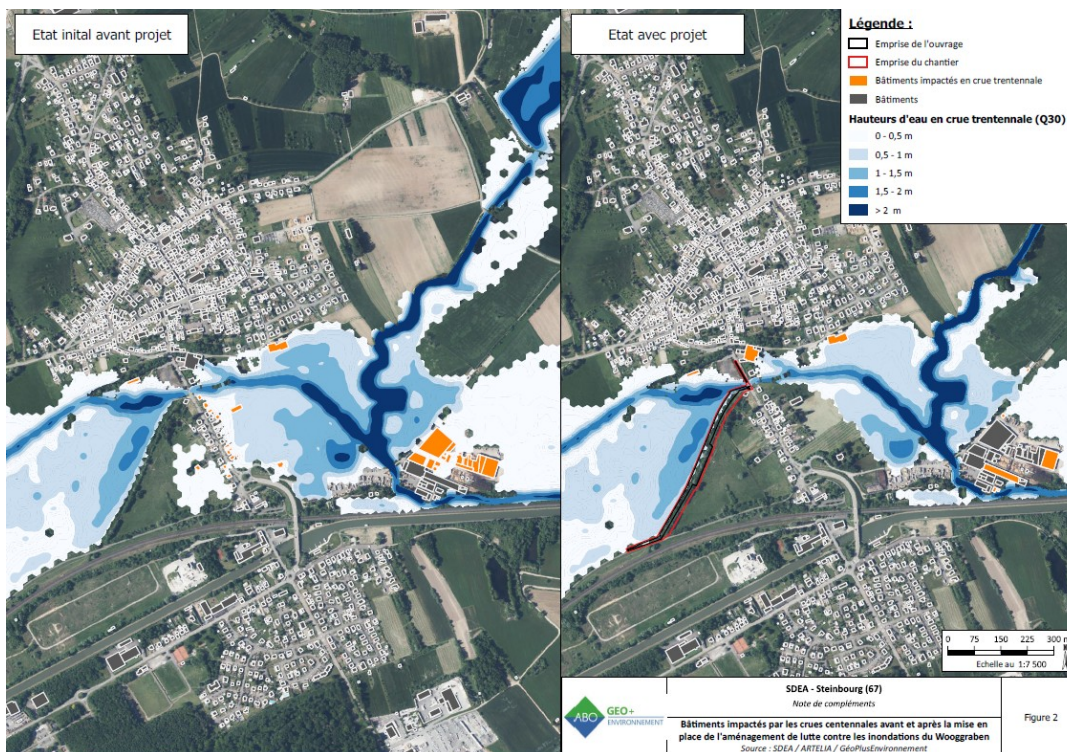 Etat inital avant projet
Etat avec projet
Légende :
Emprise de l'ouvrage
Emprise du chantier
Bâtiments impactés en crue trentennale
Bâtiments
Hauteurs d'eau en crue trentennale (Q30)
0 - 0,5 m
0,5 - 1 m
1 - 1,5 m
1,5 - 2 m
> 2 m
0 75 150 225 300 m
Echelle au 1:7 500
ABO
GEO+
ENVIRONNEMENT
SDEA - Steinbourg (67)
Note de compléments
Bâtiments impactés par les crues centennales avant et après la mise en
place de l'aménagement de lutte contre les inondations du Wooggraben
Source : SDEA / ARTELIA / GéoPlusEnvironnement
Figure 2